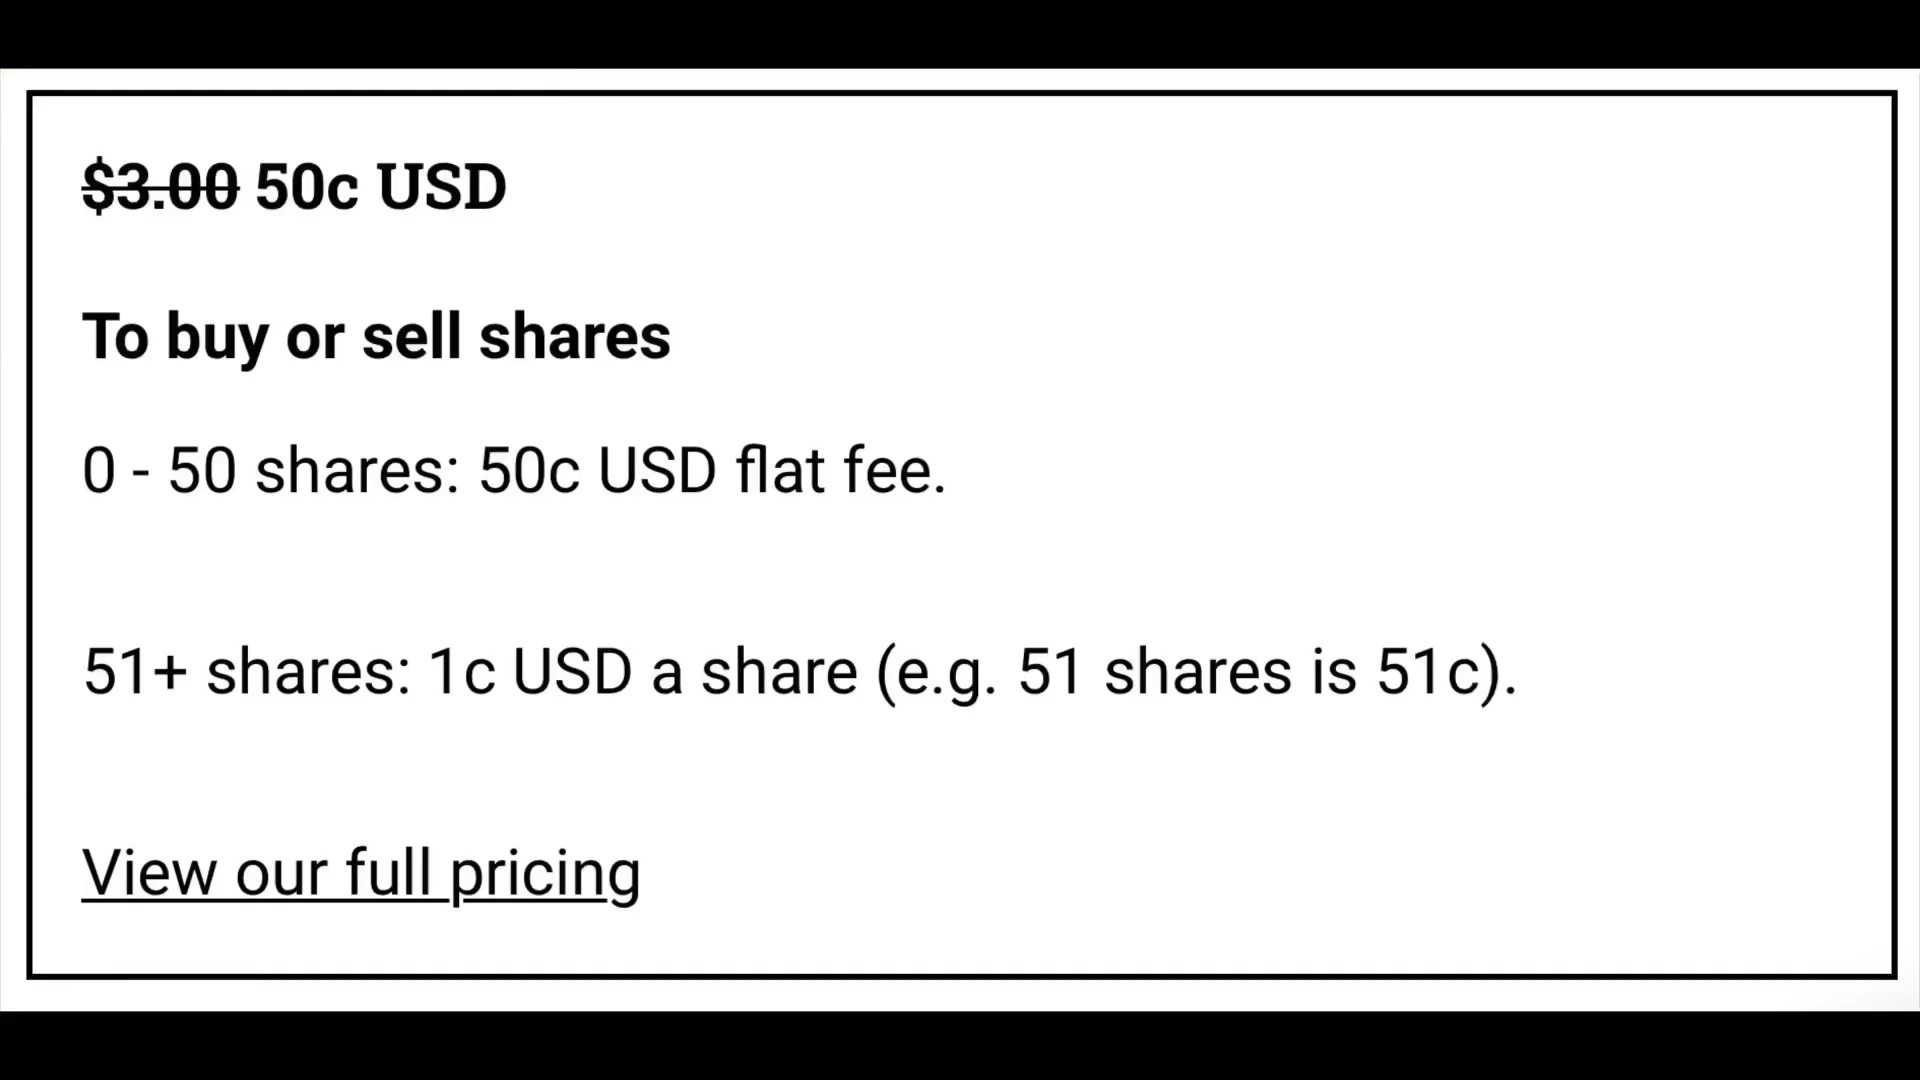 $3.00 50c USD
To buy or sell shares
0 - 50 shares: 50c USD flat fee.
51+ shares: 1c USD a share (e.g. 51 shares is 51c).
View our full pricing